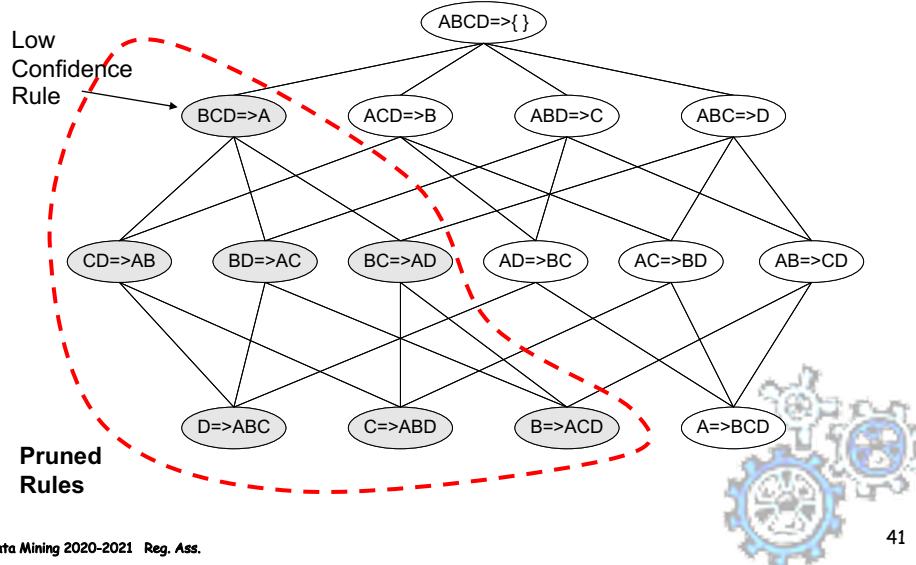 ABCD=>{ }
Low
Confidence
Rule
BCD=>A
ACD=>B
ABD=>C
ABC=>D
CD=>AB
BD=>AC
BC=>AD
AD=>BC
AC=>BD
AB=>CD
D=>ABC
C=>ABD
B=>ACD
A=>BCD
Pruned
Rules
ata Mining 2020-2021 Reg. Ass.
41